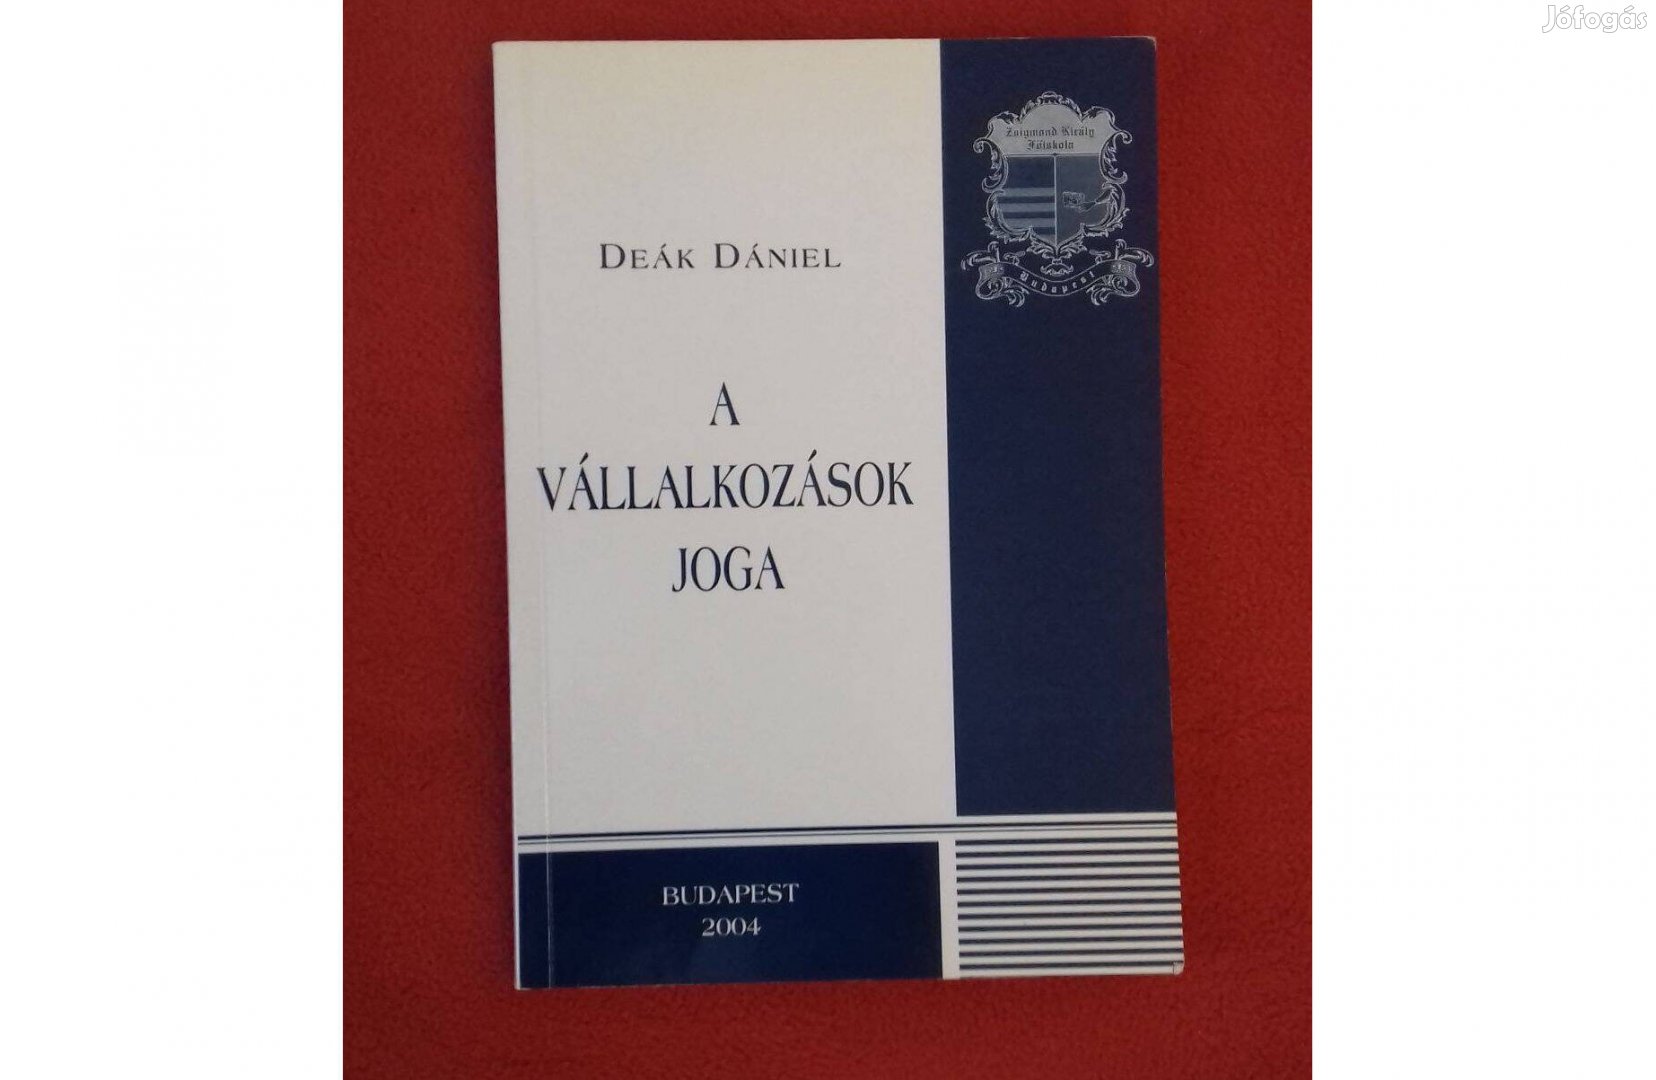 Jófogás
Zsigmond Király
Főiskola
Budapest
DEÁK DÁNIEL
A
VÁLLALKOZÁSOK
JOGA
BUDAPEST
2004